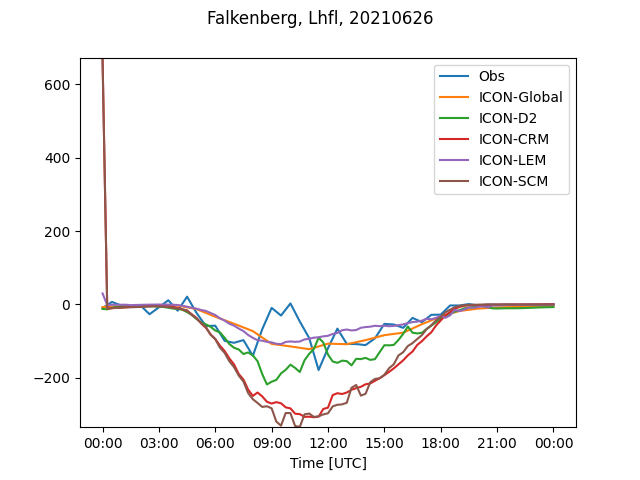 Falkenberg, Lhfl, 20210626
Obs
ICON-Global
ICON-D2
ICON-CRM
ICON-LEM
ICON-SCM
600
400
200
0
−200
00:00 03:00 06:00 09:00 12:00 15:00 18:00 21:00 00:00
Time [UTC]